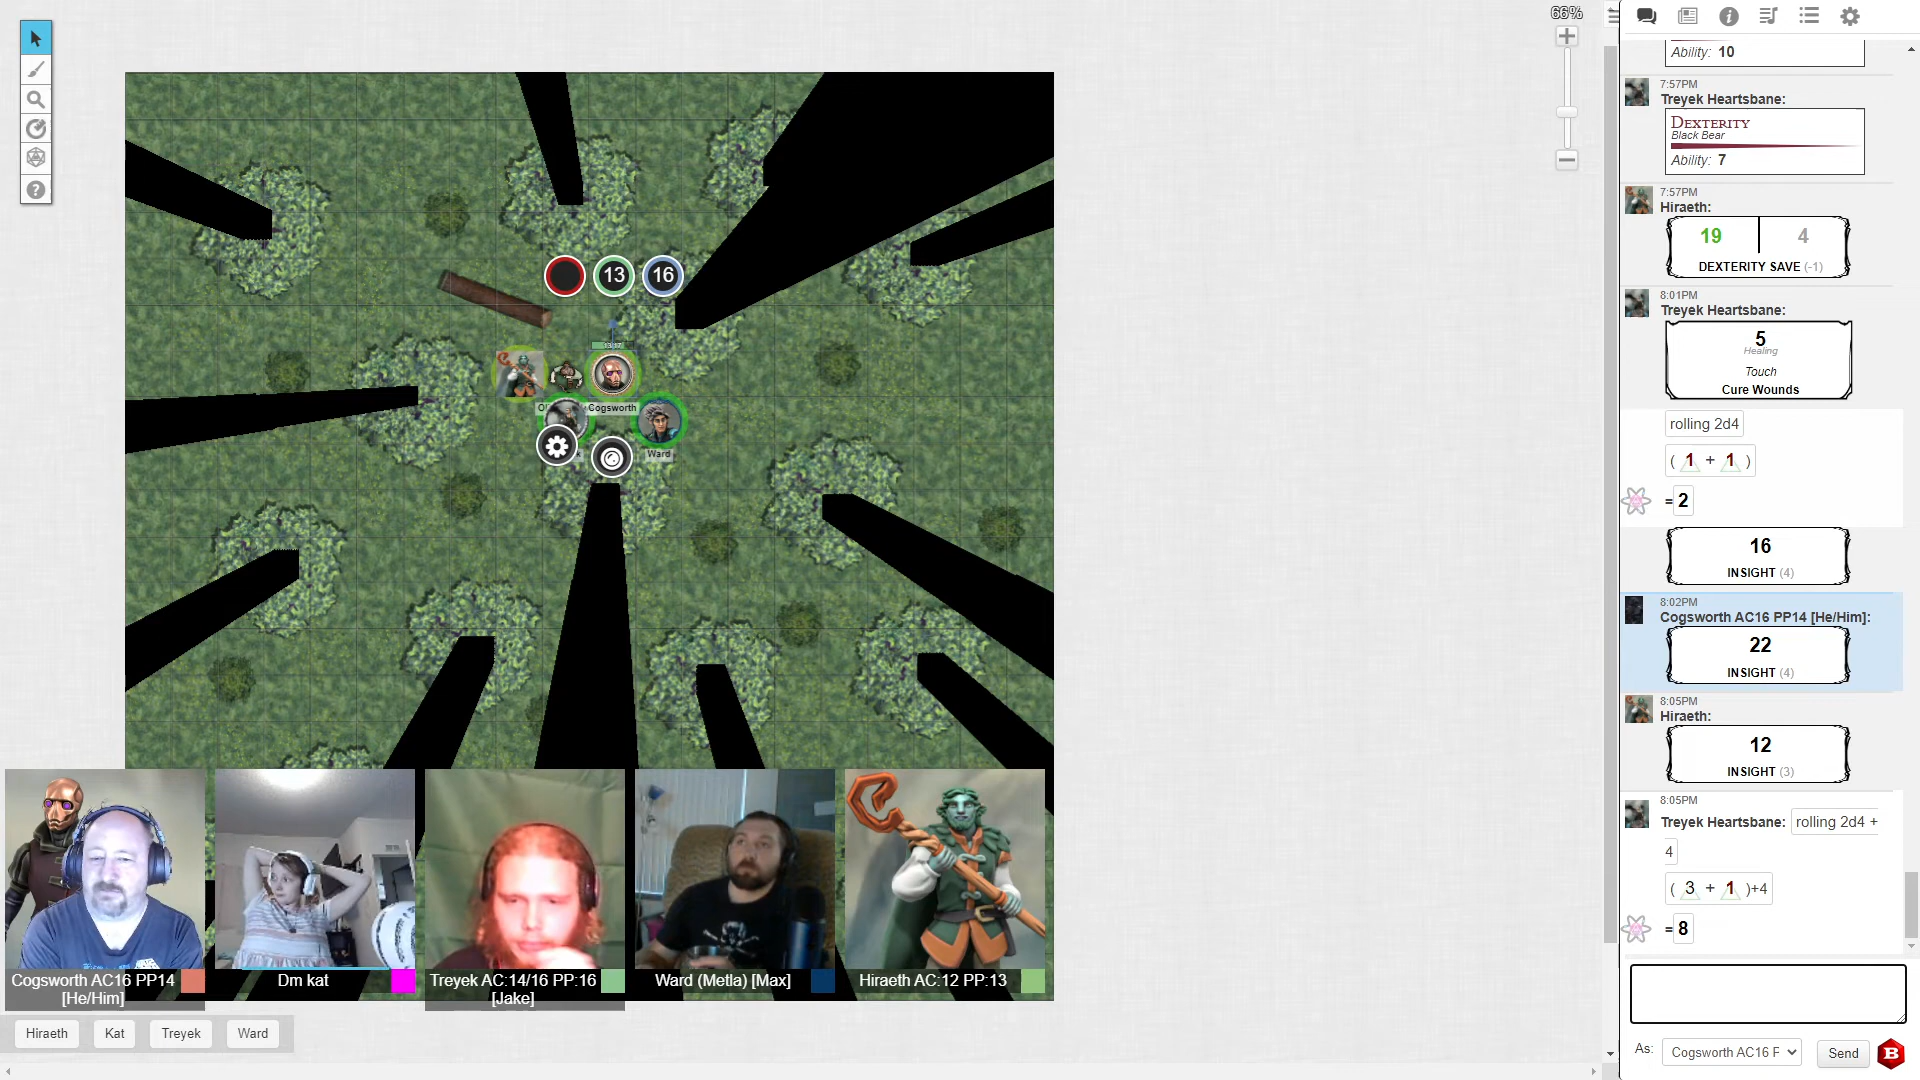 66%
13
16
13/17
Cogsworth
Ward
Cogsworth AC16 PP14
[He/Him]
Dm kat
Treyek AC:14/16 PP:16
[Jake]
Ward (Metla) [Max]
Hiraeth AC:12 PP:13
Hiraeth
Kat
Treyek
Ward
Ability: 10
7:57PM
Treyek Heartsbane:
DEXTERITY
Black Bear
Ability: 7
7:57PM
Hiraeth:
19 4
DEXTERITY SAVE (-1)
8:01PM
Treyek Heartsbane:
5
Healing
Touch
Cure Wounds
rolling 2d4
( 1 + 1 )
=2
16
INSIGHT (4)
8:02PM
Cogsworth AC16 PP14 [He/Him]:
22
INSIGHT (4)
8:05PM
Hiraeth:
12
INSIGHT (3)
8:05PM
Treyek Heartsbane: rolling 2d4 +
4
( 3 + 1 )+4
=8
As: Cogsworth AC16 F
Send
B